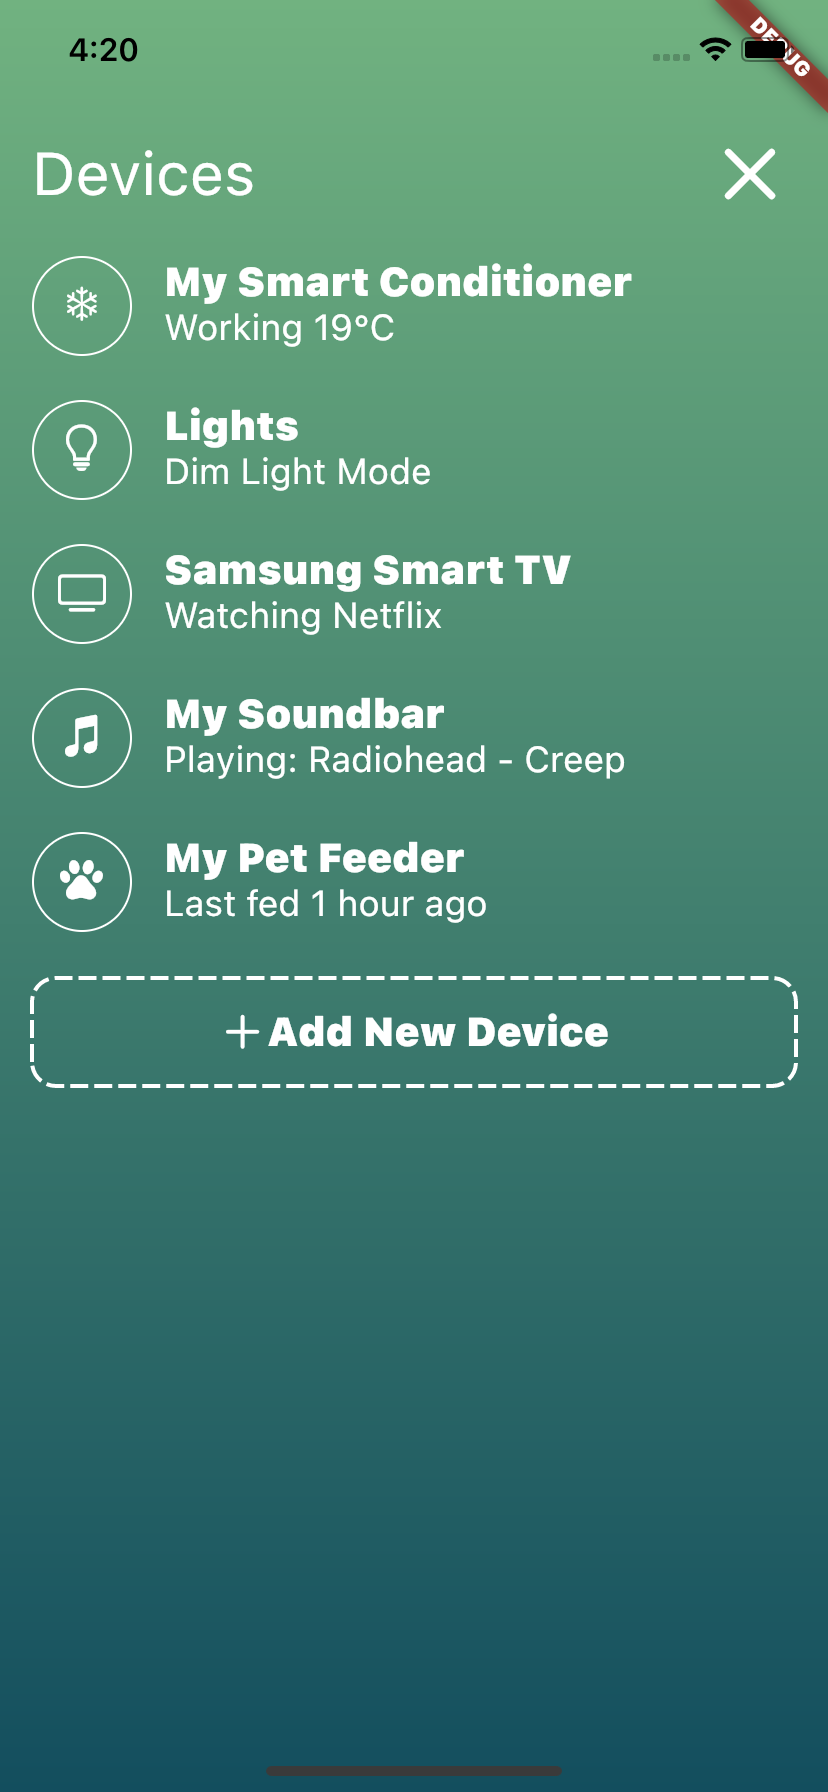 4:20
DEBUG
Devices
My Smart Conditioner
Working 19°C
Lights
Dim Light Mode
Samsung Smart TV
Watching Netflix
My Soundbar
Playing: Radiohead - Creep
My Pet Feeder
Last fed 1 hour ago
+ Add New Device